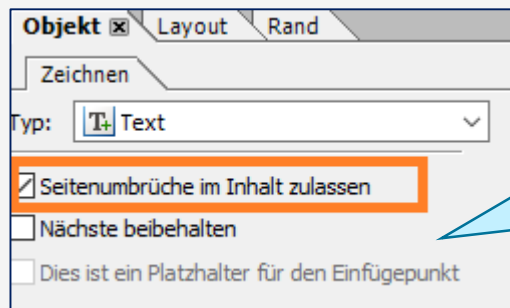 Objekt Layout Rand
Zeichnen
Typ: T+ Text
Seitenumbrüche im Inhalt zulassen
Nächste beibehalten
Dies ist ein Platzhalter für den Einfügepunkt